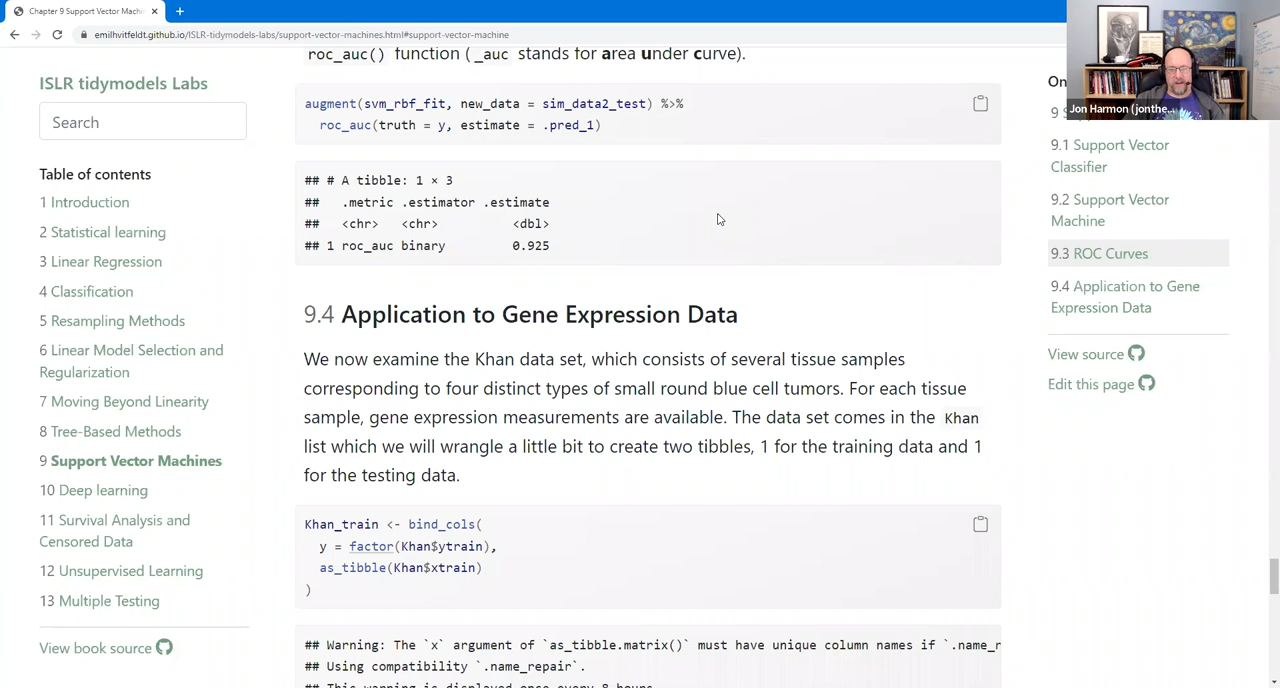 Chapter 9 Support Vector Machi
emilhvitfeldt.github.io/ISLR-tidymodels-labs/support-vector-machines.html#support-vector-machine
Jon Harmon (jonthe...
ISLR tidymodels Labs
Search
Table of contents
1 Introduction
2 Statistical learning
3 Linear Regression
4 Classification
5 Resampling Methods
6 Linear Model Selection and
Regularization
7 Moving Beyond Linearity
8 Tree-Based Methods
9 Support Vector Machines
10 Deep learning
11 Survival Analysis and
Censored Data
12 Unsupervised Learning
13 Multiple Testing
View book source
roc_auc() function (_auc stands for area under curve).
augment(svm_rbf_fit, new_data = sim_data2_test) %>%
roc_auc(truth = y, estimate = .pred_1)
## # A tibble: 1 × 3
## .metric .estimator .estimate
## <chr> <chr> <dbl>
## 1 roc_auc binary 0.925
9.4 Application to Gene Expression Data
We now examine the Khan data set, which consists of several tissue samples
corresponding to four distinct types of small round blue cell tumors. For each tissue
sample, gene expression measurements are available. The data set comes in the Khan
list which we will wrangle a little bit to create two tibbles, 1 for the training data and 1
for the testing data.
Khan_train <- bind_cols(
y = factor(Khan$ytrain),
as_tibble(Khan$xtrain)
)
## Warning: The `x` argument of `as_tibble.matrix()` must have unique column names if `.name_r
## Using compatibility `.name_repair`.
## This warning is displayed once every 8 hours.
On
9 S
9.1 Support Vector
Classifier
9.2 Support Vector
Machine
9.3 ROC Curves
9.4 Application to Gene
Expression Data
View source
Edit this page